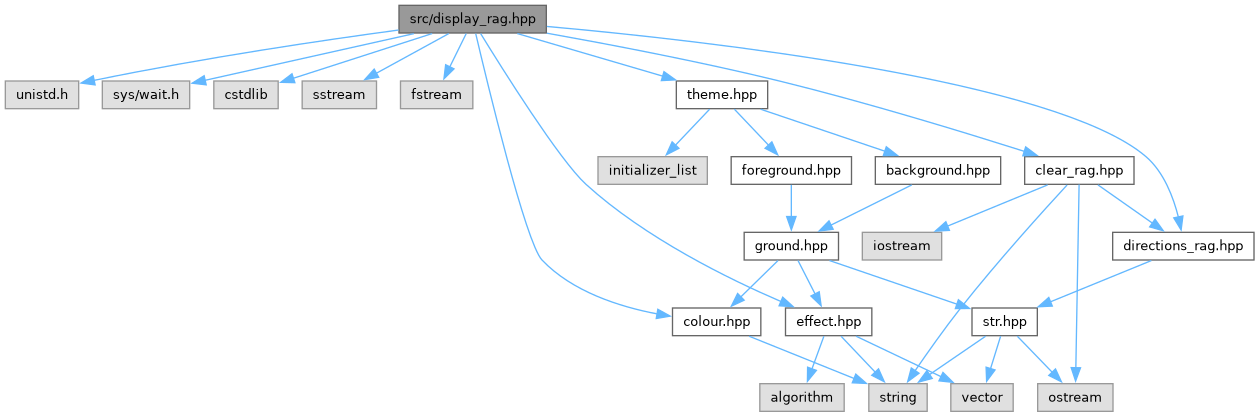 src/display_rag.hpp
unistd.h
sys/wait.h
cstdlib
sstream
fstream
theme.hpp
initializer_list
foreground.hpp
background.hpp
clear_rag.hpp
ground.hpp
iostream
directions_rag.hpp
colour.hpp
effect.hpp
str.hpp
algorithm
string
vector
ostream